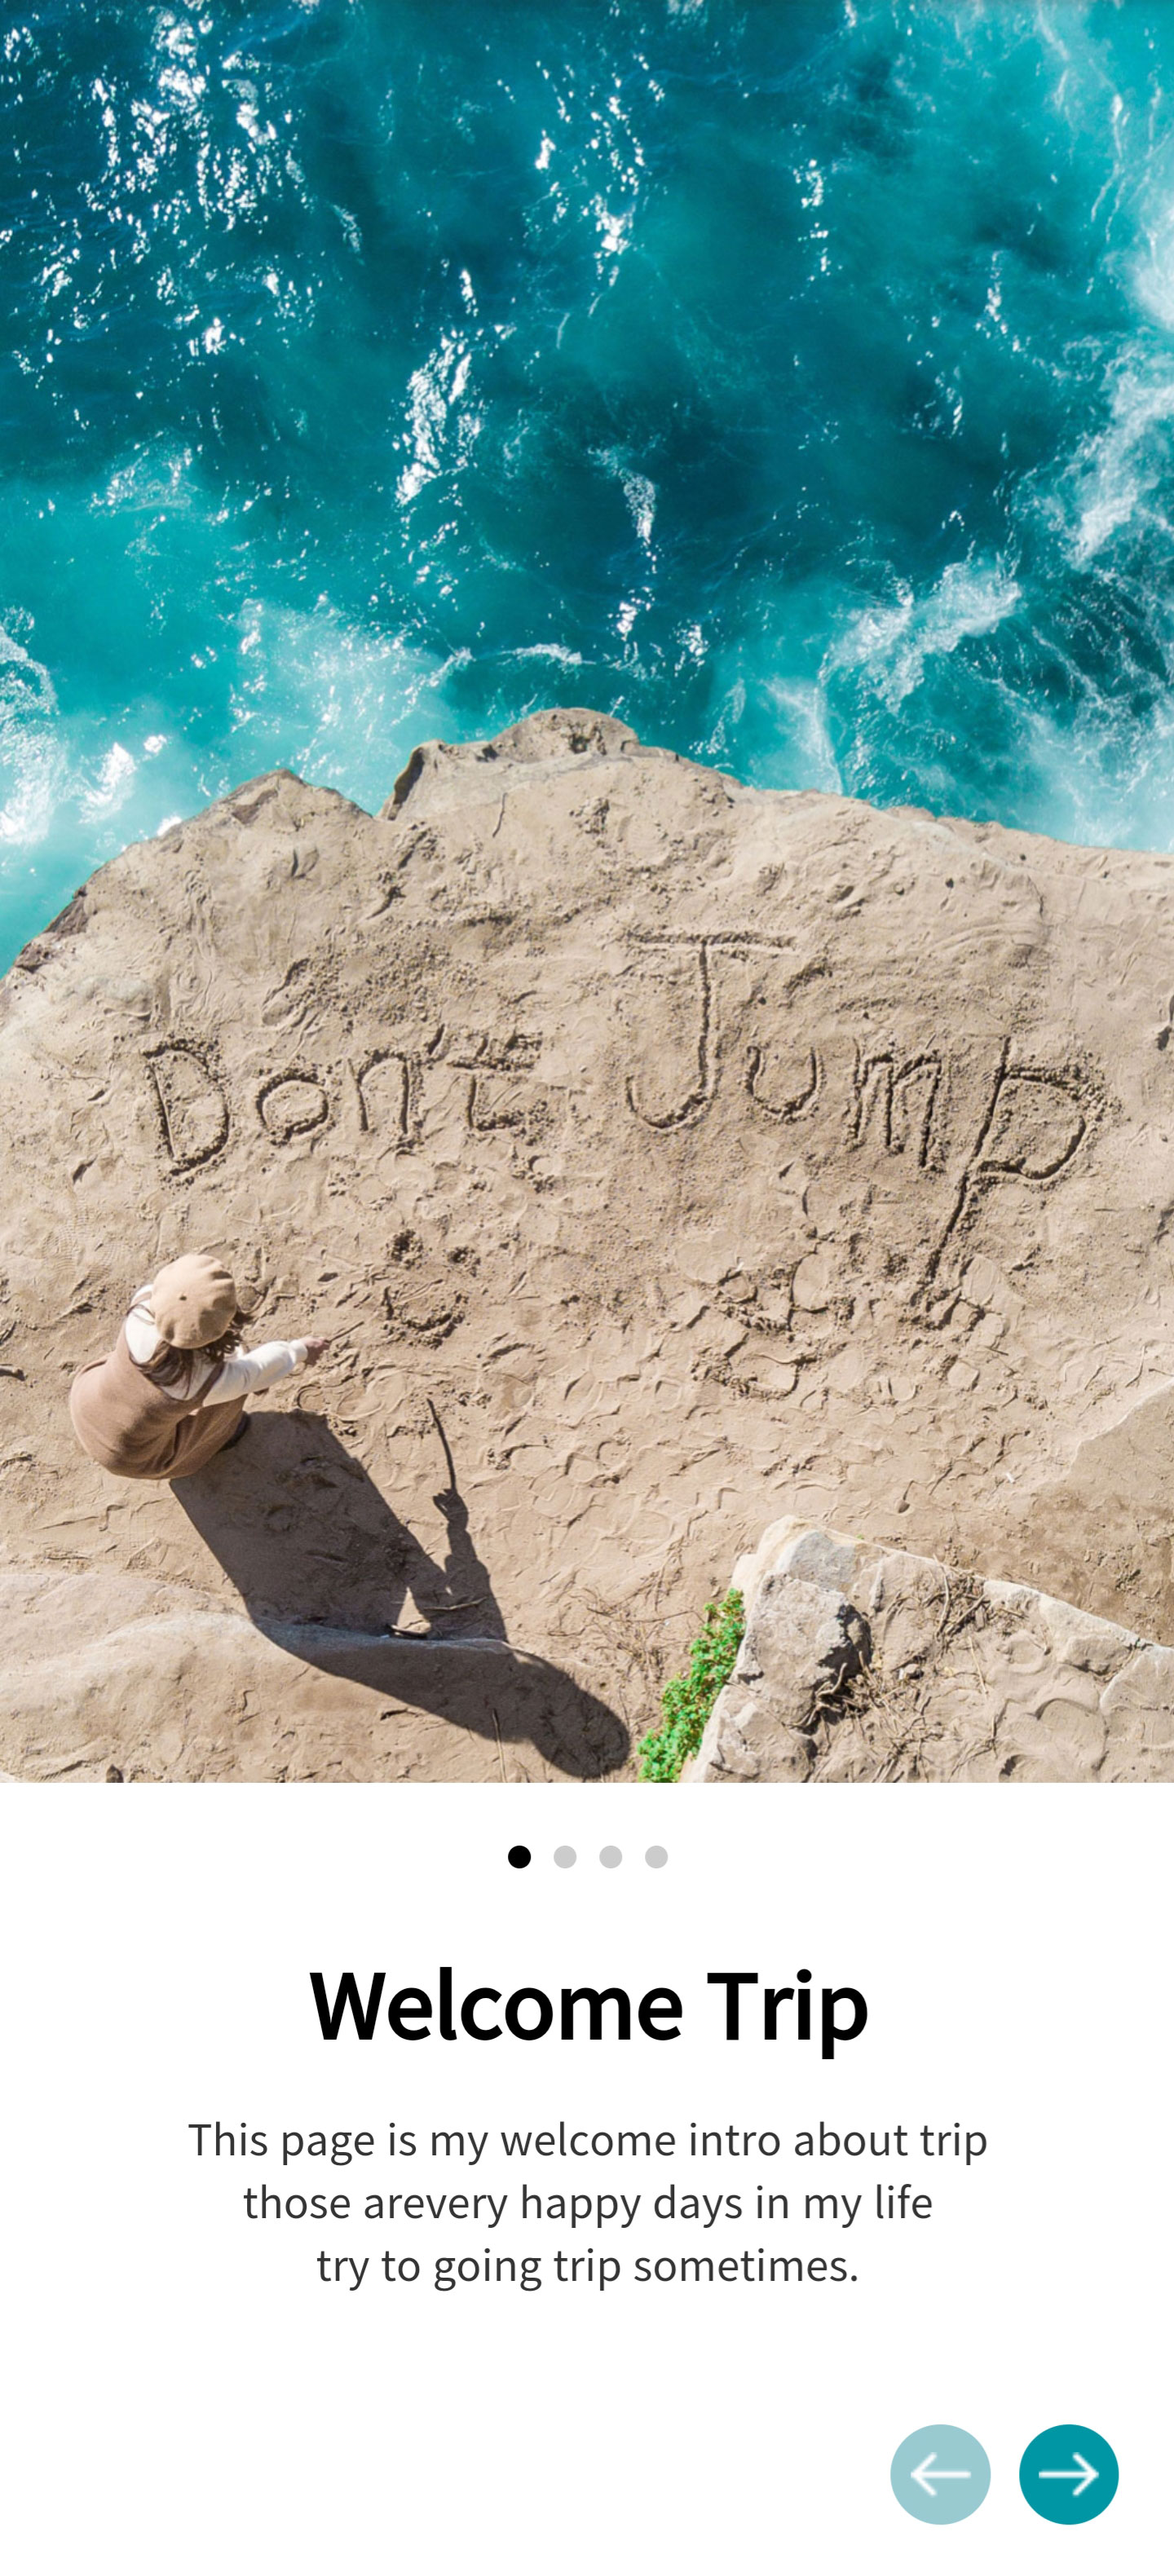 Don't Jump
Welcome Trip
This page is my welcome intro about trip
those arevery happy days in my life
try to going trip sometimes.